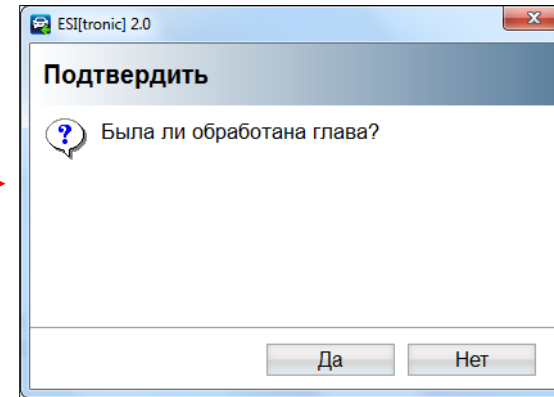 ESI[tronic] 2.0
Подтвердить
Была ли обработана глава?
Да
Нет